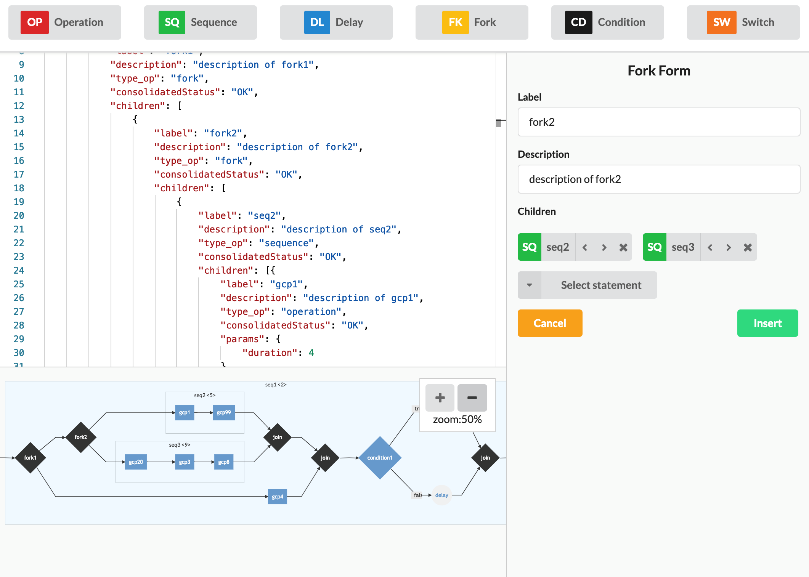 OP Operation SQ Sequence DL Delay FK Fork CD Condition SW Switch
9 "description": "description of fork1",
10 "type_op": "fork",
11 "consolidatedStatus": "OK",
12 "children": [
13 {
14 "label": "fork2",
15 "description": "description of fork2",
16 "type_op": "fork",
17 "consolidatedStatus": "OK",
18 "children": [
19 {
20 "label": "seq2",
21 "description": "description of seq2",
22 "type_op": "sequence",
23 "consolidatedStatus": "OK",
24 "children": [{
25 "label": "gcp1",
26 "description": "description of gcp1",
27 "type_op": "operation",
28 "consolidatedStatus": "OK",
29 "params": {
30 "duration": 4
31 }
Fork Form
Label
fork2
Description
description of fork2
Children
SQ seq2 < > × SQ seq3 < > ×
Select statement
Cancel Insert
seq1 <2>
+ −
zoom:50%
seq2 <5>
gcp1 gcp99
fork2 join
seq3 <9>
fork1 gcp20 gcp3 gcp8 join condition1 join
gcp4 delay